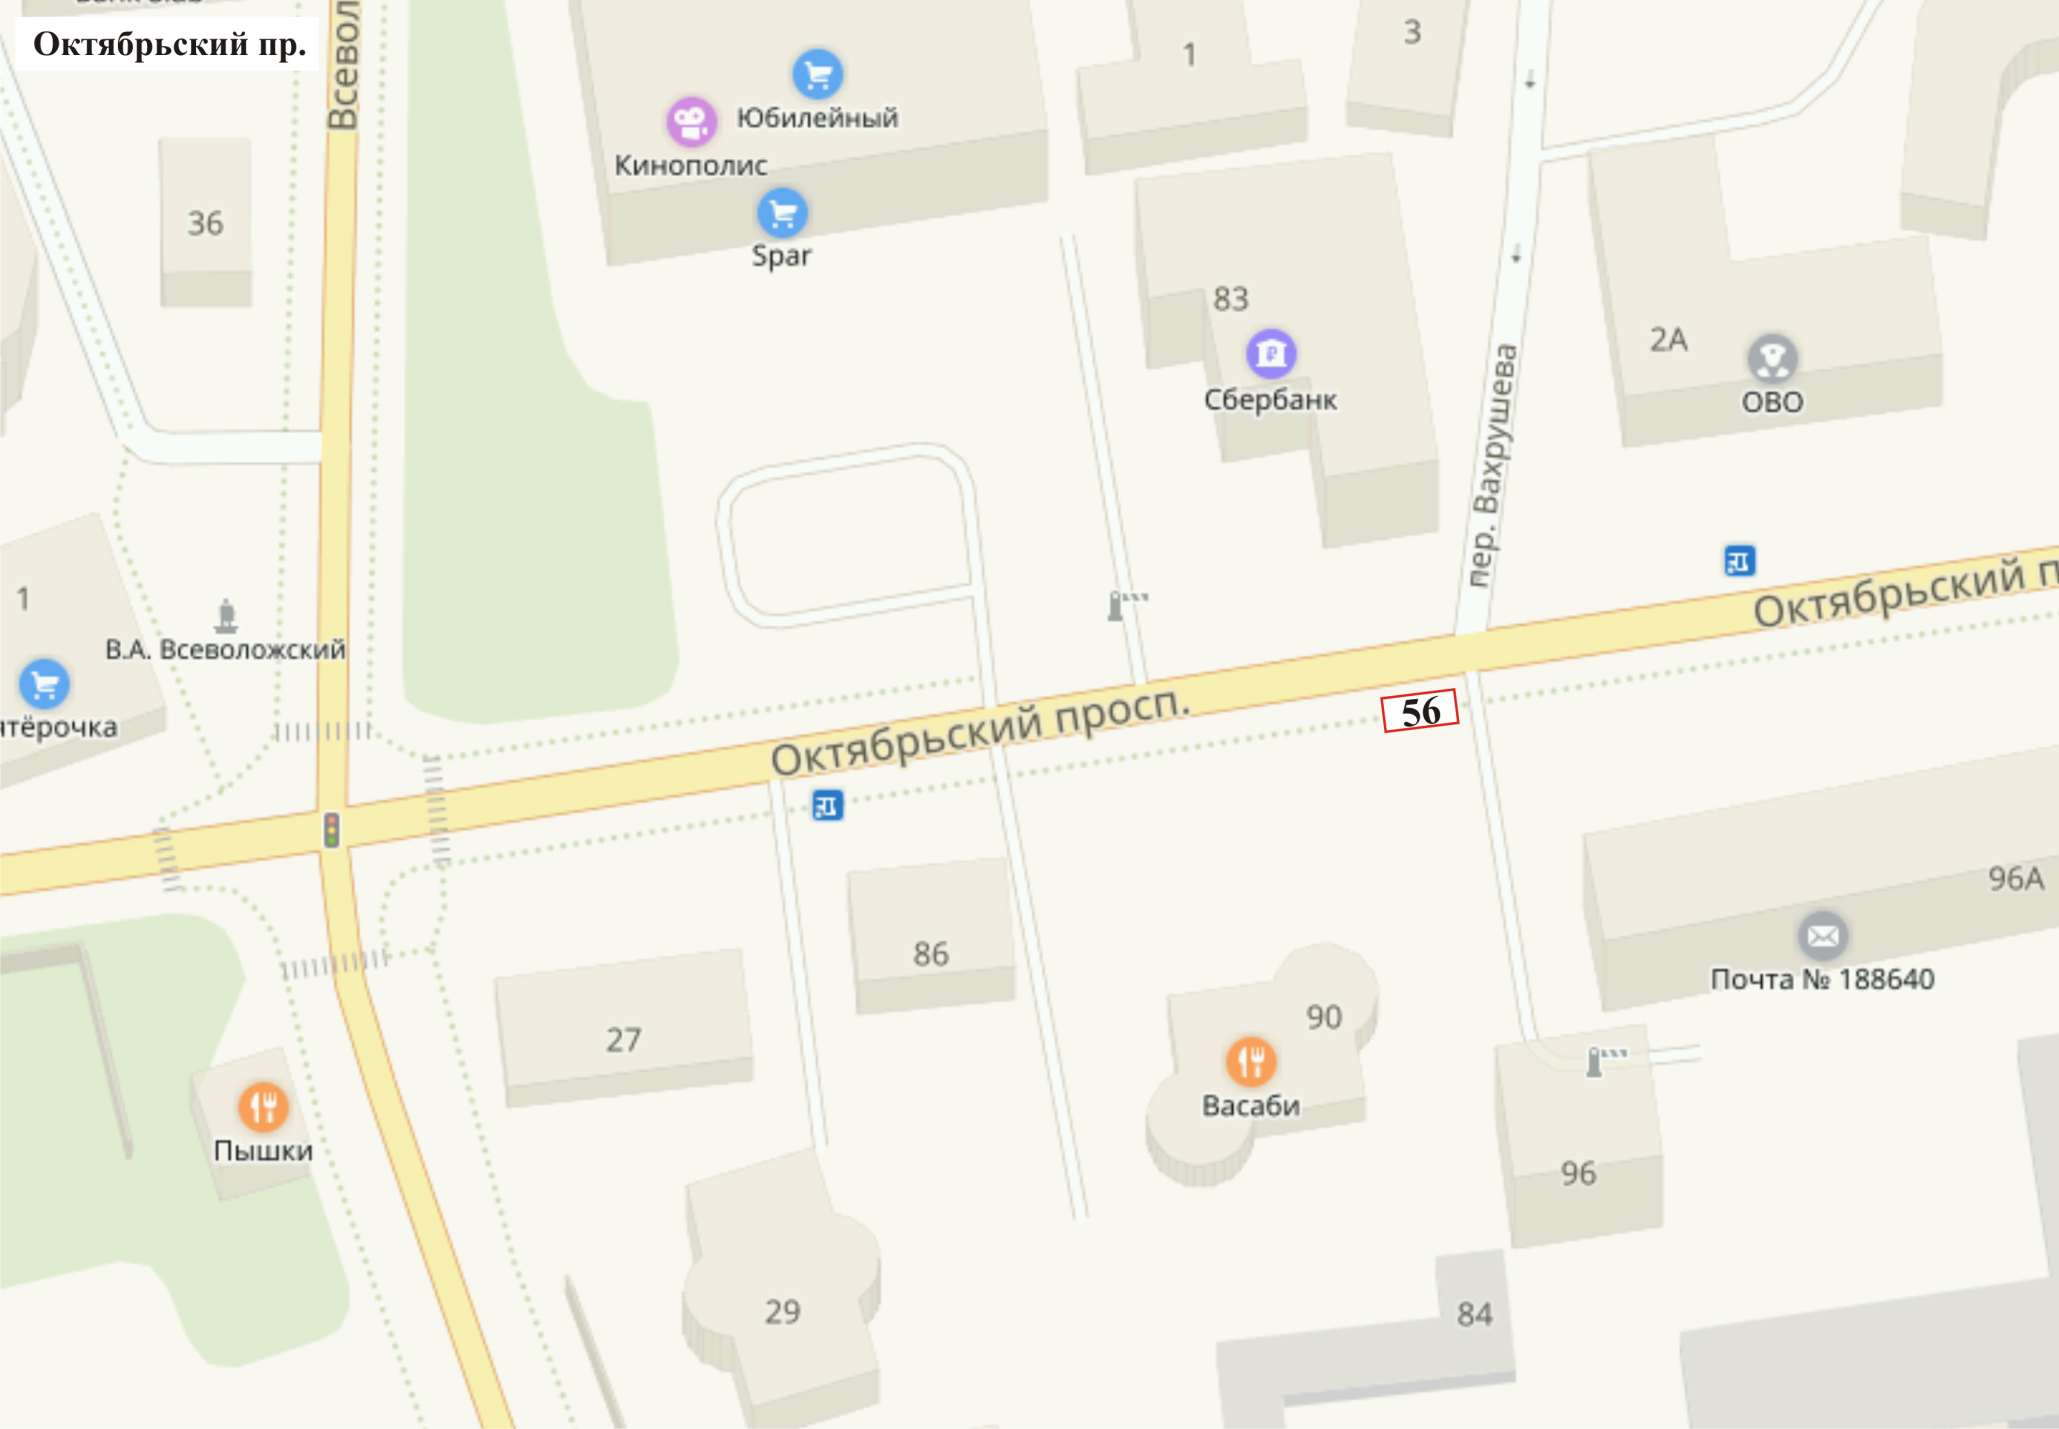 Октябрьский пр.
Всевол
3
1
Юбилейный
Кинополис
36
Spar
83
2А
Сбербанк
ОВО
пер. Вахрушева
Октябрьский п
1
В.А. Всеволожский
ятёрочка
56
Октябрьский просп.
96А
86
Почта № 188640
90
27
Васаби
Пышки
96
29
84